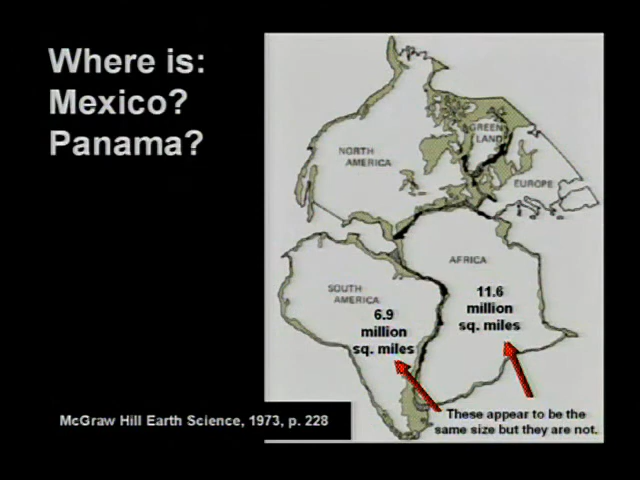 Where is:
Mexico?
Panama?
GREEN
LAND
NORTH
AMERICA
EUROPE
AFRICA
SOUTH
AMERICA
11.6
million
sq. miles
6.9
million
sq. miles
These appear to be the
same size but they are not.
McGraw Hill Earth Science, 1973, p. 228